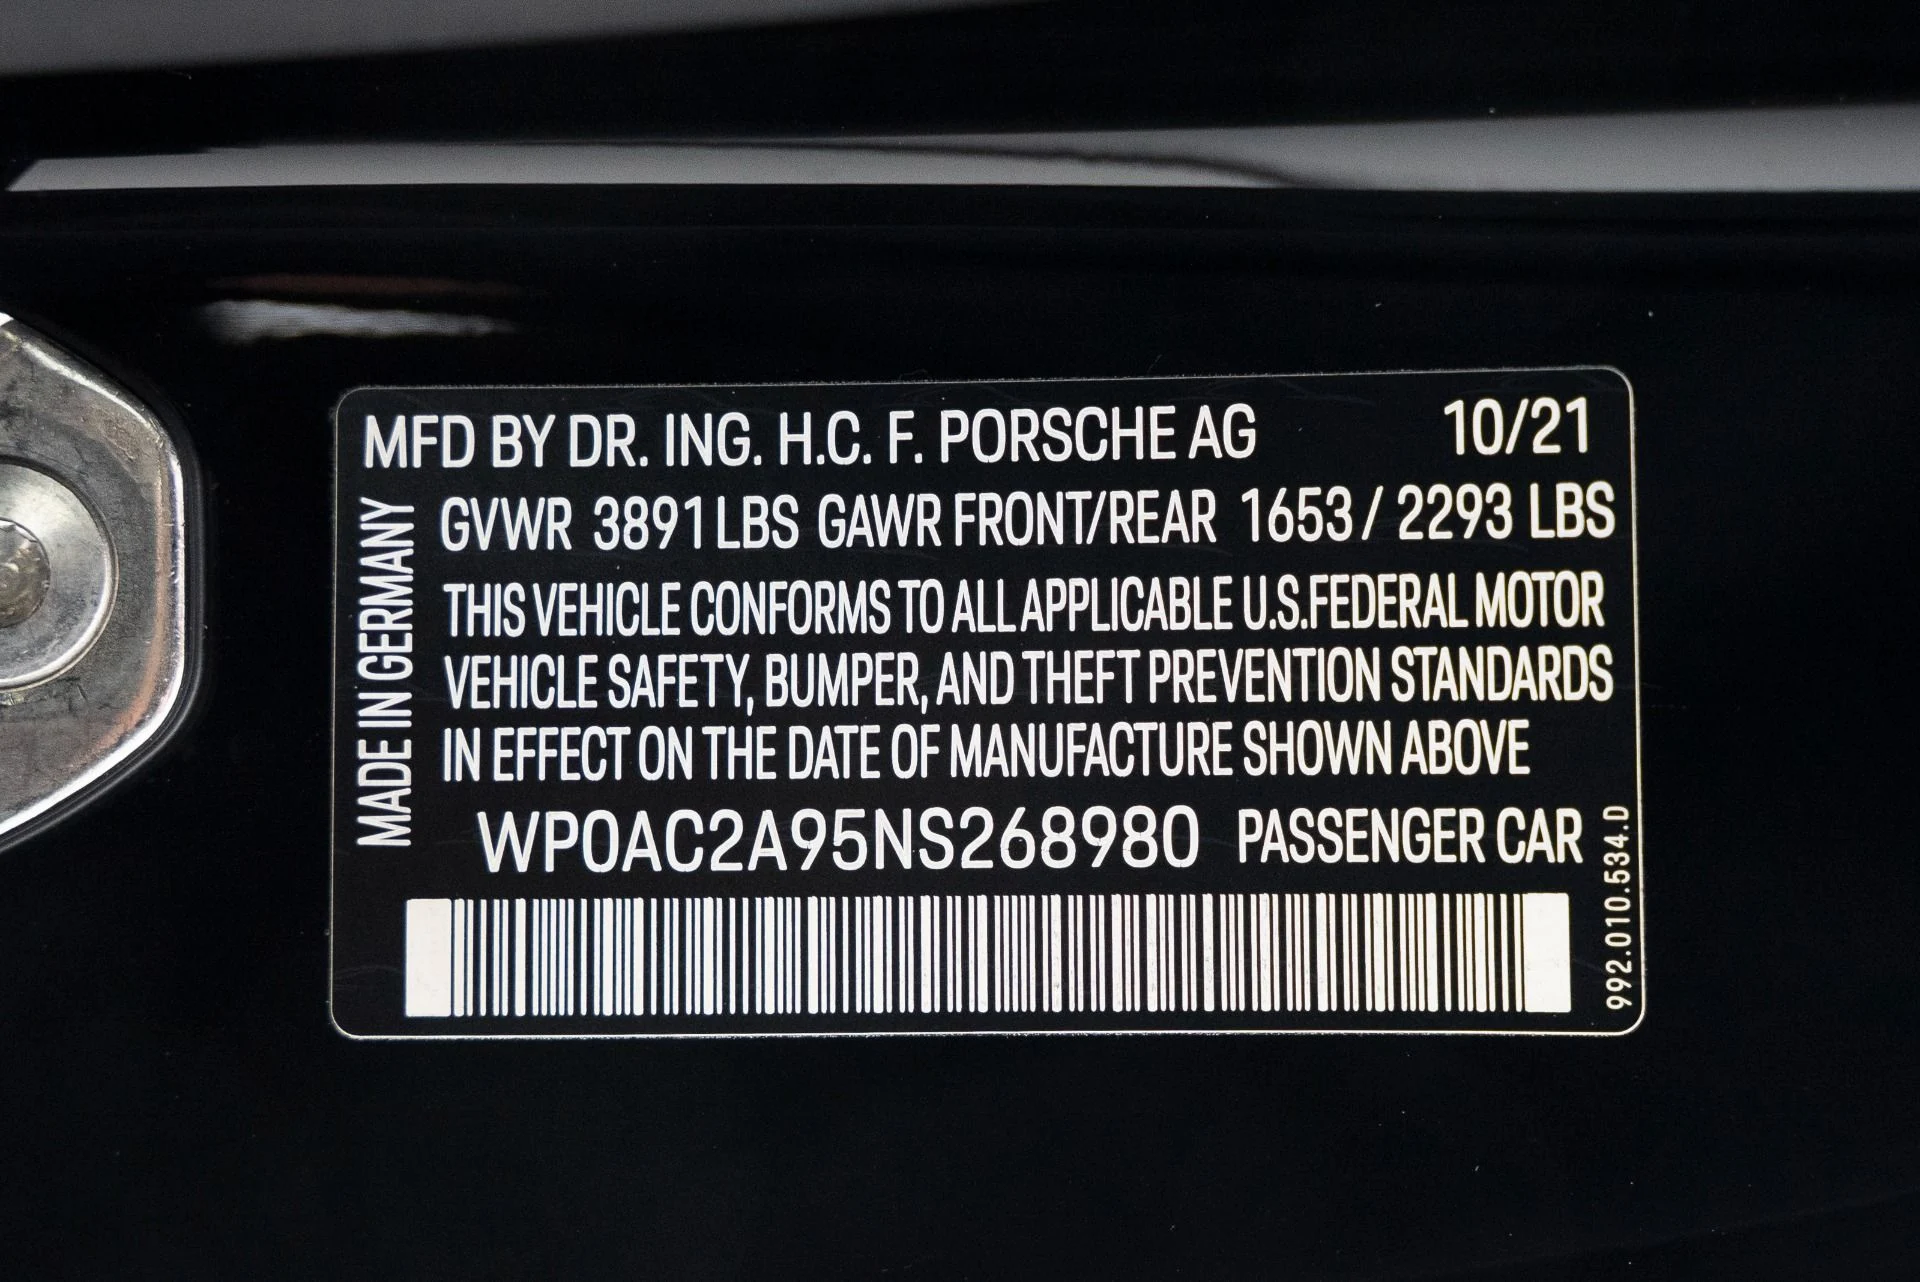 MFD BY DR. ING. H.C. F. PORSCHE AG 10/21
GVWR 3891 LBS GAWR FRONT/REAR 1653 / 2293 LBS
THIS VEHICLE CONFORMS TO ALL APPLICABLE U.S.FEDERAL MOTOR
VEHICLE SAFETY, BUMPER, AND THEFT PREVENTION STANDARDS
IN EFFECT ON THE DATE OF MANUFACTURE SHOWN ABOVE
WP0AC2A95NS268980 PASSENGER CAR
MADE IN GERMANY
992.010.534.D